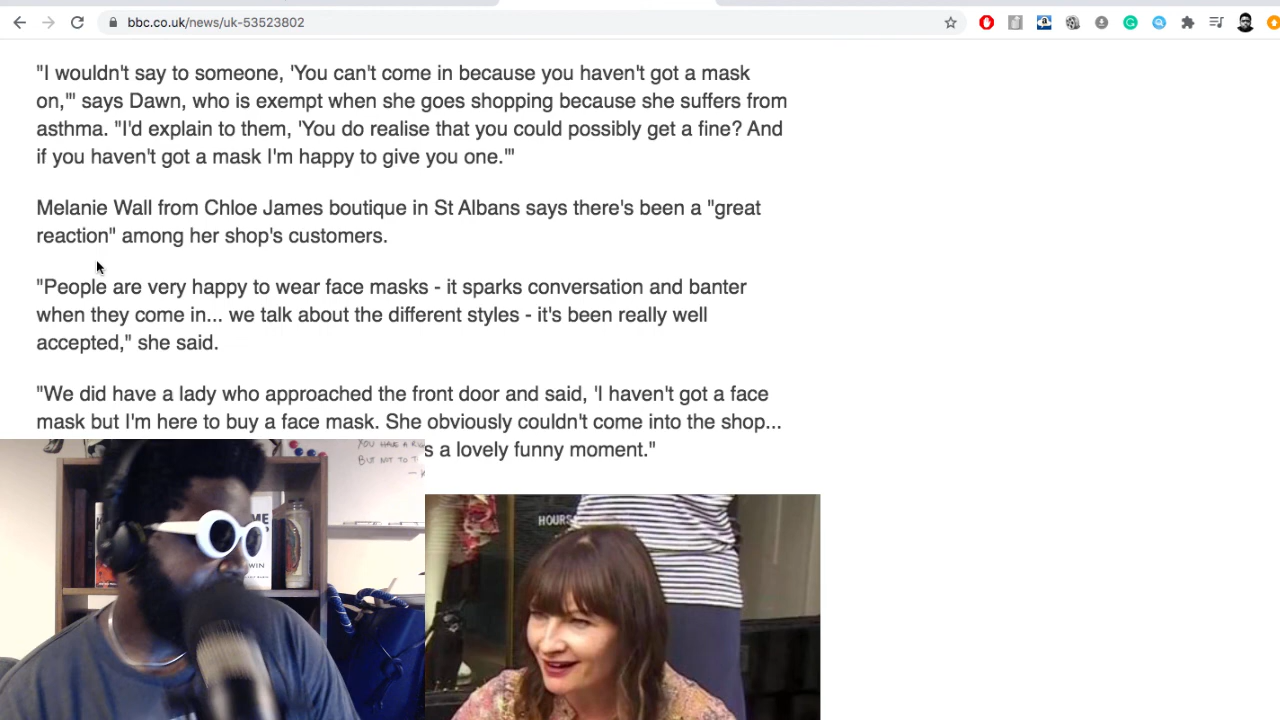 bbc.co.uk/news/uk-53523802
"I wouldn't say to someone, 'You can't come in because you haven't got a mask
on,'" says Dawn, who is exempt when she goes shopping because she suffers from
asthma. "I'd explain to them, 'You do realise that you could possibly get a fine? And
if you haven't got a mask I'm happy to give you one.'"
Melanie Wall from Chloe James boutique in St Albans says there's been a "great
reaction" among her shop's customers.
"People are very happy to wear face masks - it sparks conversation and banter
when they come in... we talk about the different styles - it's been really well
accepted," she said.
"We did have a lady who approached the front door and said, 'I haven't got a face
mask but I'm here to buy a face mask. She obviously couldn't come into the shop...
s a lovely funny moment."
YOU HAVE A
BUT NOT TO
HOURS